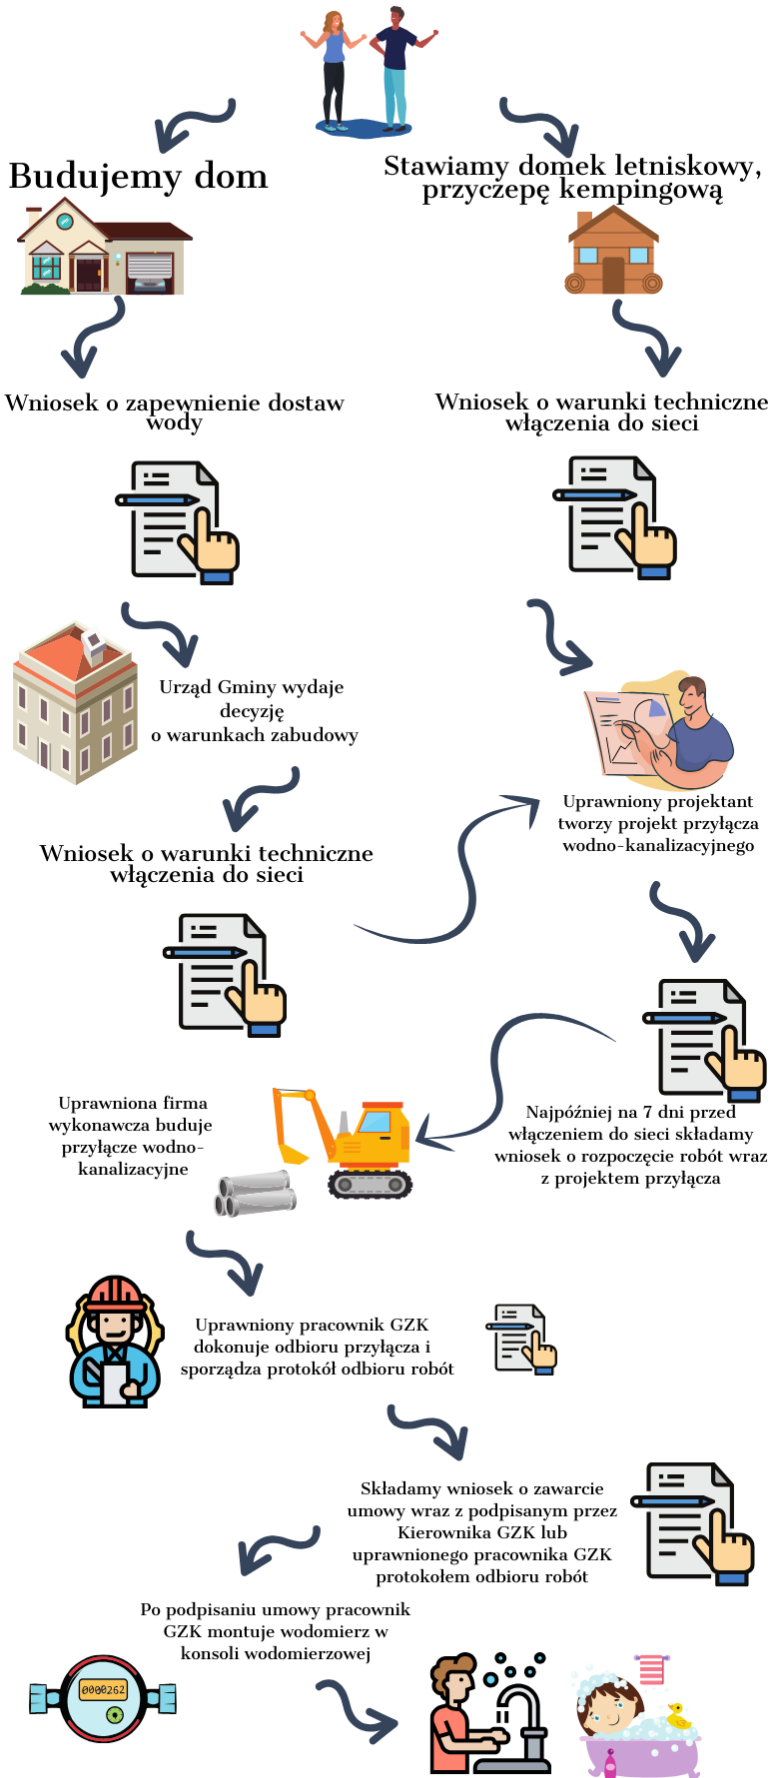 Budujemy dom
Stawiamy domek letniskowy,
przyczepę kempingową
Wniosek o zapewnienie dostaw
wody
Wniosek o warunki techniczne
włączenia do sieci
Urząd Gminy wydaje
decyzję
o warunkach zabudowy
Wniosek o warunki techniczne
włączenia do sieci
Uprawniony projektant
tworzy projekt przyłącza
wodno-kanalizacyjnego
Najpóźniej na 7 dni przed
włączeniem do sieci składamy
wniosek o rozpoczęcie robót wraz
z projektem przyłącza
Uprawniona firma
wykonawcza buduje
przyłącze wodno-
kanalizacyjne
Uprawniony pracownik GZK
dokonuje odbioru przyłącza i
sporządza protokół odbioru robót
Składamy wniosek o zawarcie
umowy wraz z podpisanym przez
Kierownika GZK lub
uprawnionego pracownika GZK
protokołem odbioru robót
Po podpisaniu umowy pracownik
GZK montuje wodomierz w
konsoli wodomierzowej
0000262